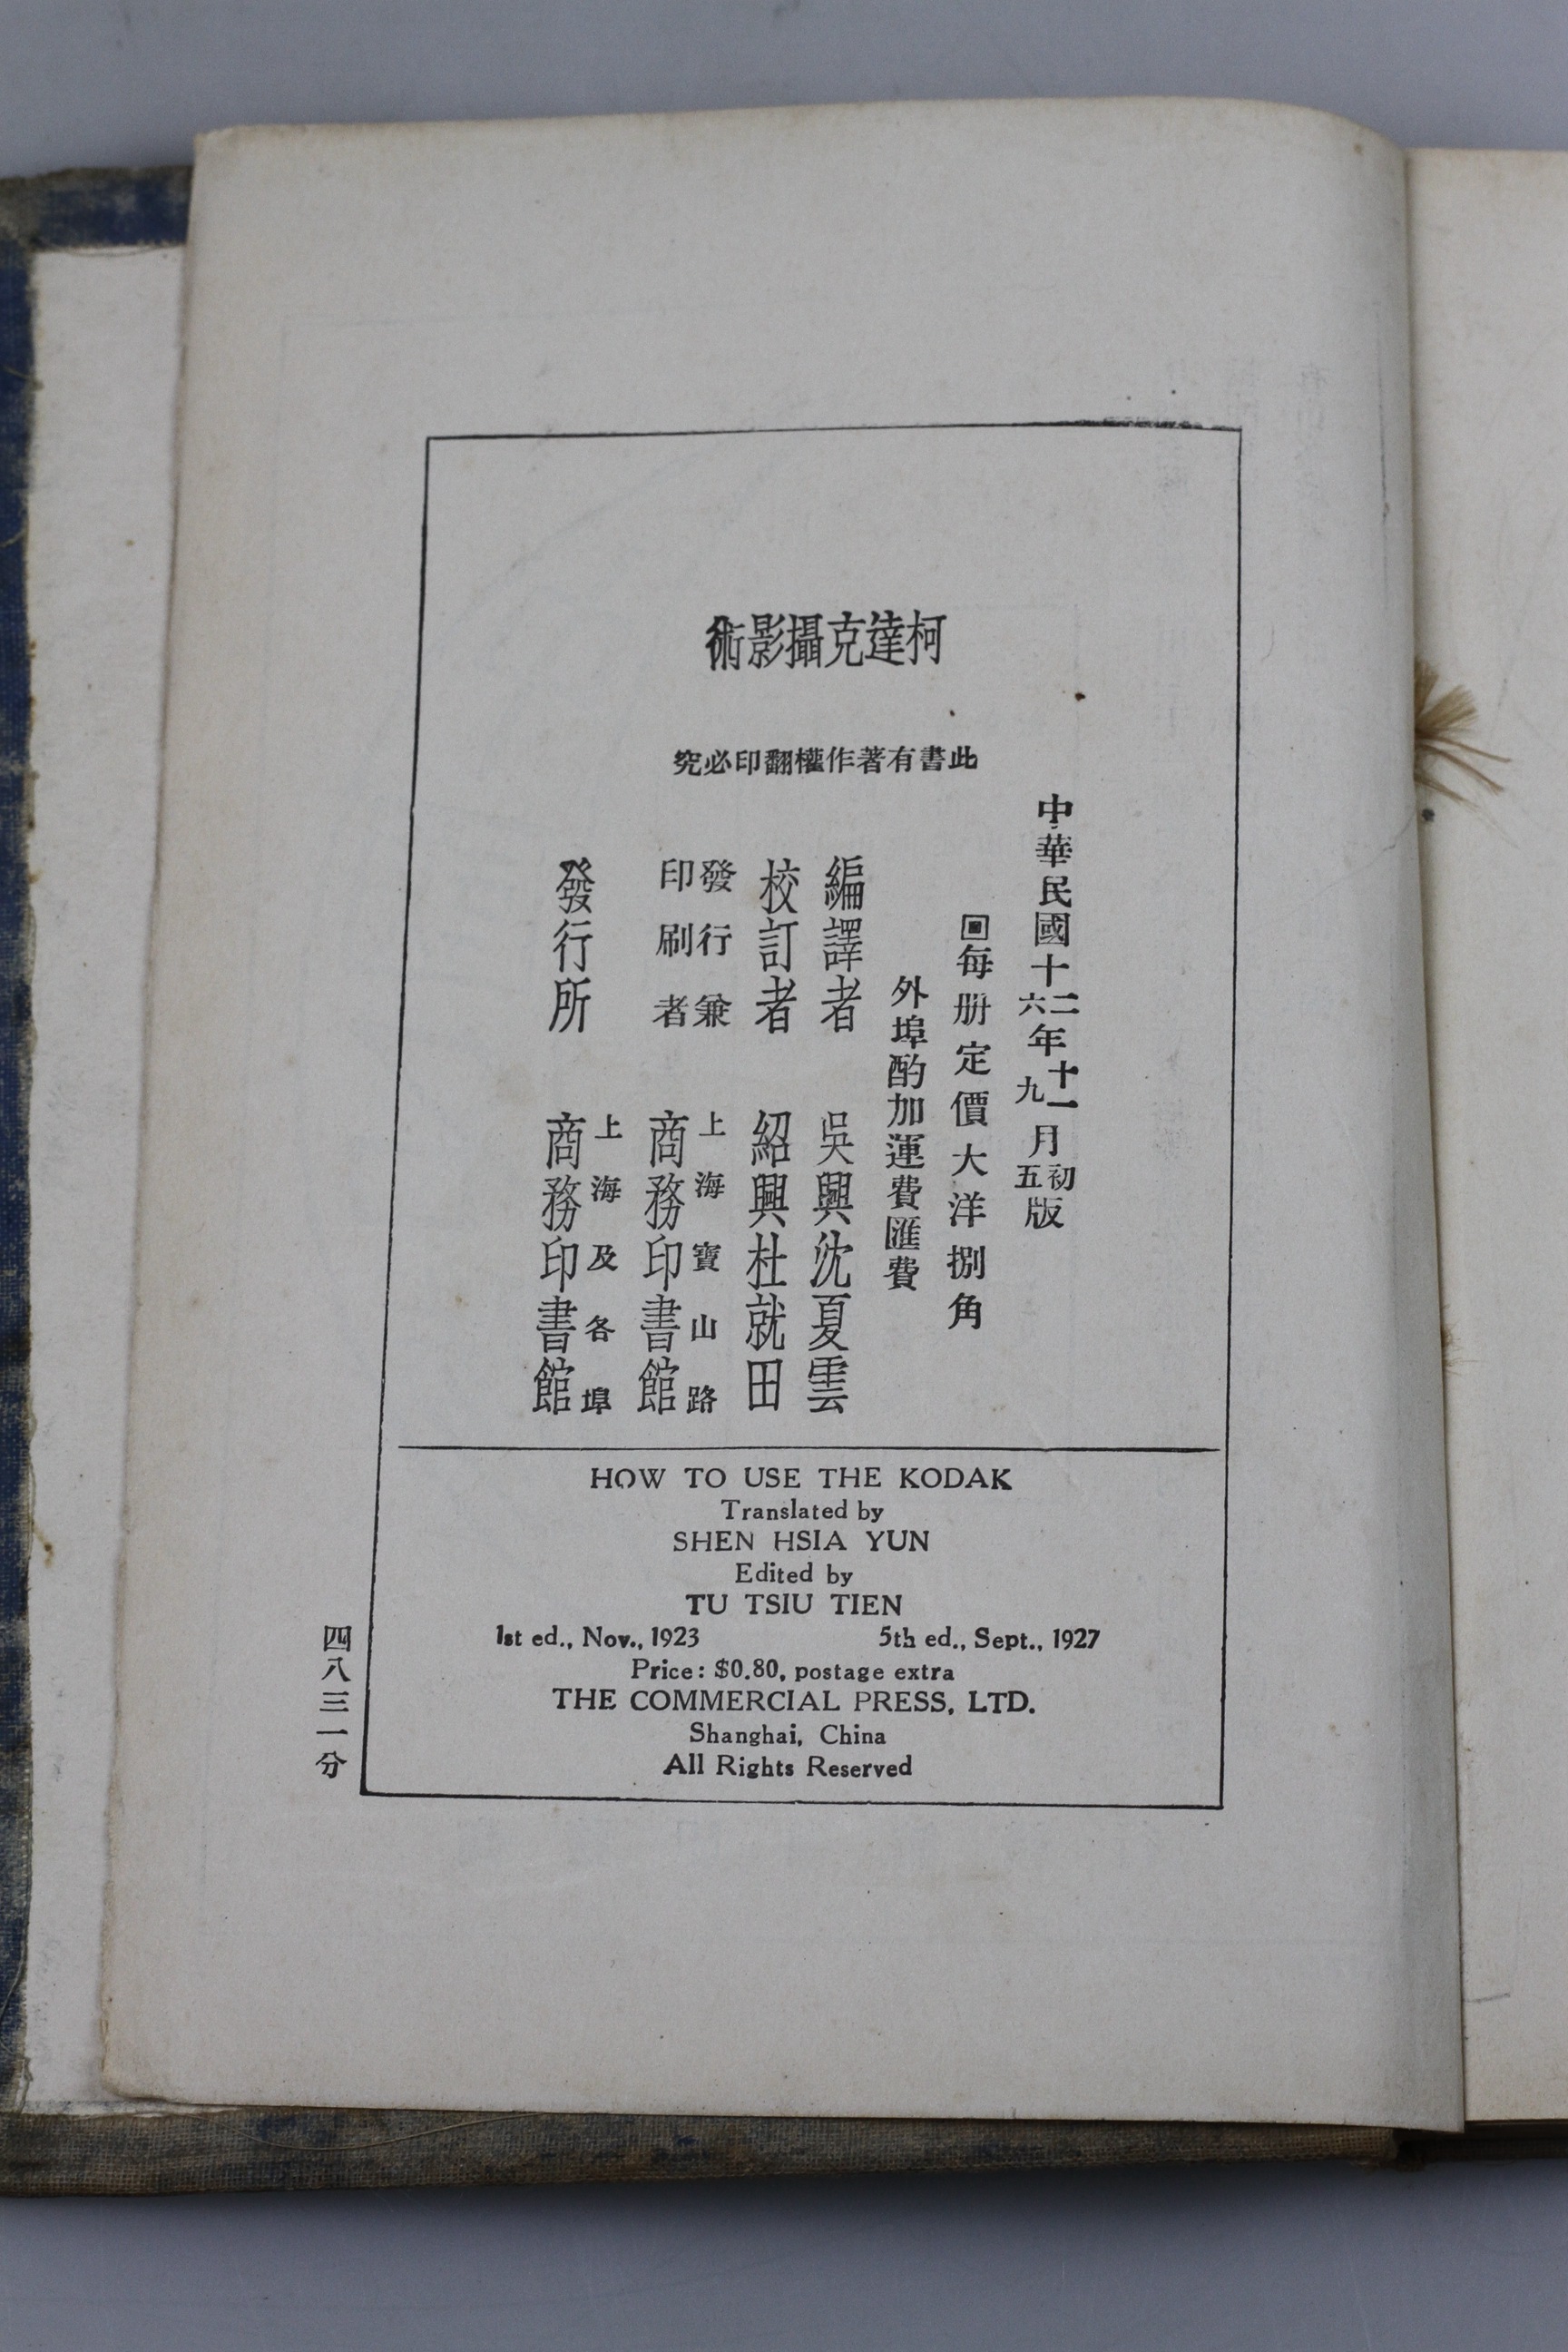 柯達克攝影術
此書有著作權翻印必究
中華民國十二年十一月初版
六 九 五
回每冊定價大洋捌角
外埠酌加運費匯費
編譯者 吳興沈夏雲
校訂者 紹興杜就田
發行兼印刷者 上海寶山路 商務印書館
發行所 上海及各埠 商務印書館
HOW TO USE THE KODAK
Translated by
SHEN HSIA YUN
Edited by
TU TSIU TIEN
1st ed., Nov., 1923 5th ed., Sept., 1927
Price: $0.80, postage extra
THE COMMERCIAL PRESS, LTD.
Shanghai, China
All Rights Reserved
四八三一分